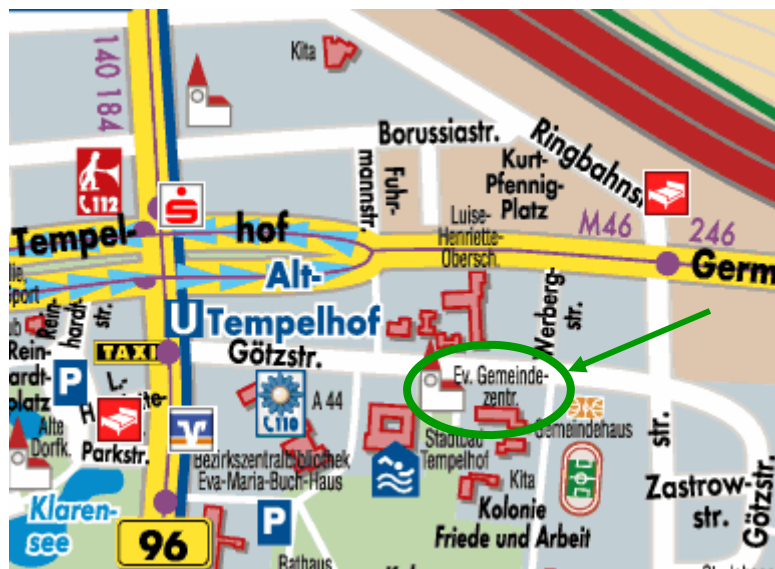 140 184
Kita
Borussiastr.
Ringbahns
Fuhr-
mannstr.
Kurt-
Pfennig-
Platz
112
S
Tempel-
hof
Luise-
Henriette-
Obersch.
M46
246
Germ
Alt-
Rein-
hardt-
str.
U Tempelhof
Werberg-
str.
TAXI
Götzstr.
Rein-
ardt-
platz
P
Ev. Gemeinde-
zentr.
110
A 44
Alte
Dorfk.
Parkstr.
Stadtbad
Tempelhof
Gemeindehaus
str.
Bezirkszentralbibliothek
Eva-Maria-Buch-Haus
Kita
Zastrow-
str.
Götzstr.
Klaren-
see
P
Kolonie
Friede und Arbeit
96
Rathaus